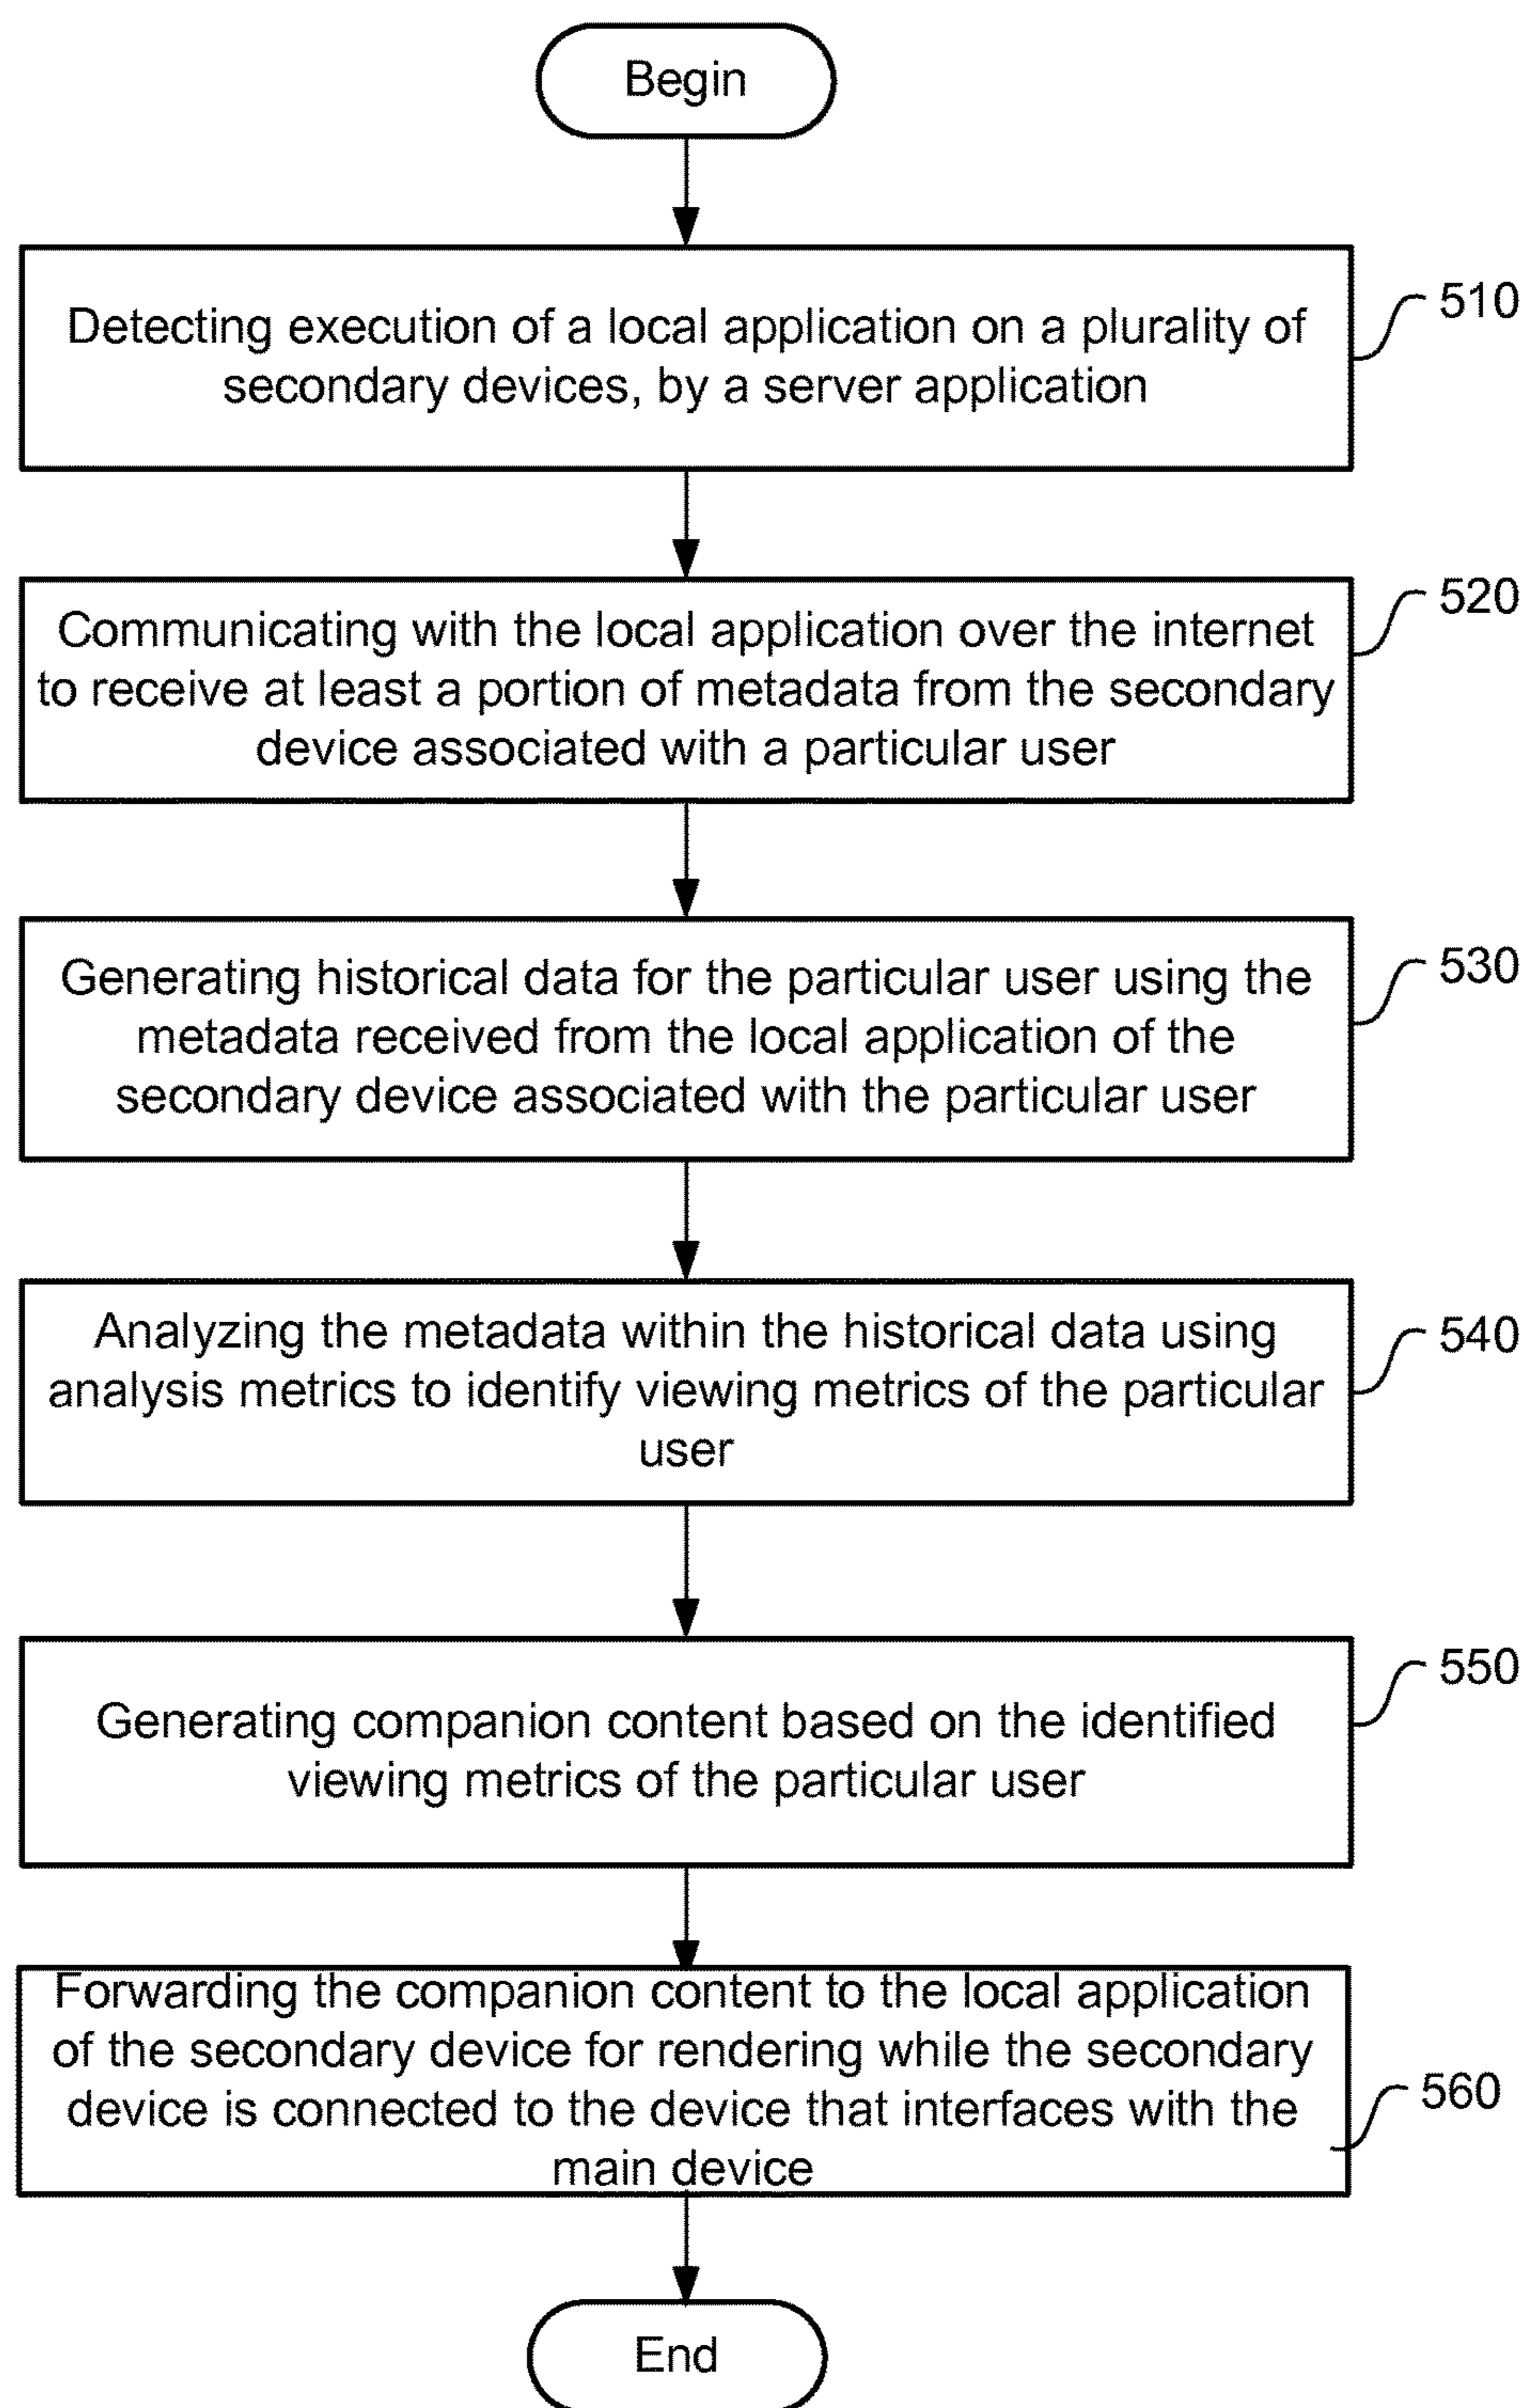 Begin
Detecting execution of a local application on a plurality of
secondary devices, by a server application
510
Communicating with the local application over the internet
to receive at least a portion of metadata from the secondary
device associated with a particular user
520
Generating historical data for the particular user using the
metadata received from the local application of the
secondary device associated with the particular user
530
Analyzing the metadata within the historical data using
analysis metrics to identify viewing metrics of the particular
user
540
Generating companion content based on the identified
viewing metrics of the particular user
550
Forwarding the companion content to the local application
of the secondary device for rendering while the secondary
device is connected to the device that interfaces with the
main device
560
End